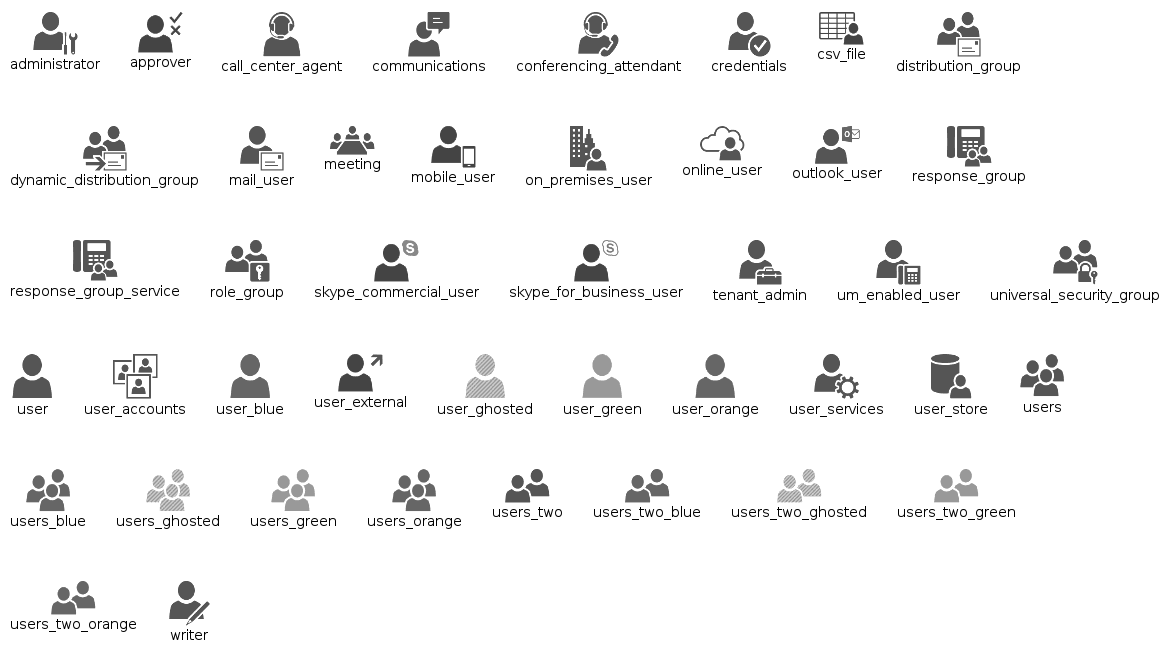 administrator approver call_center_agent communications conferencing_attendant credentials csv_file distribution_group
dynamic_distribution_group mail_user meeting mobile_user on_premises_user online_user outlook_user response_group
response_group_service role_group skype_commercial_user skype_for_business_user tenant_admin um_enabled_user universal_security_group
user user_accounts user_blue user_external user_ghosted user_green user_orange user_services user_store users
users_blue users_ghosted users_green users_orange users_two users_two_blue users_two_ghosted users_two_green
users_two_orange writer